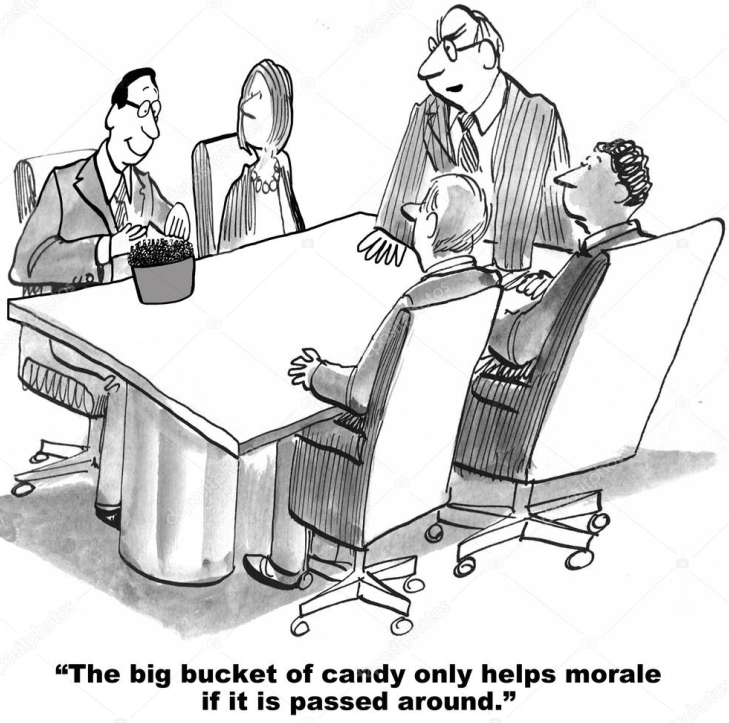 “The big bucket of candy only helps morale
if it is passed around.”